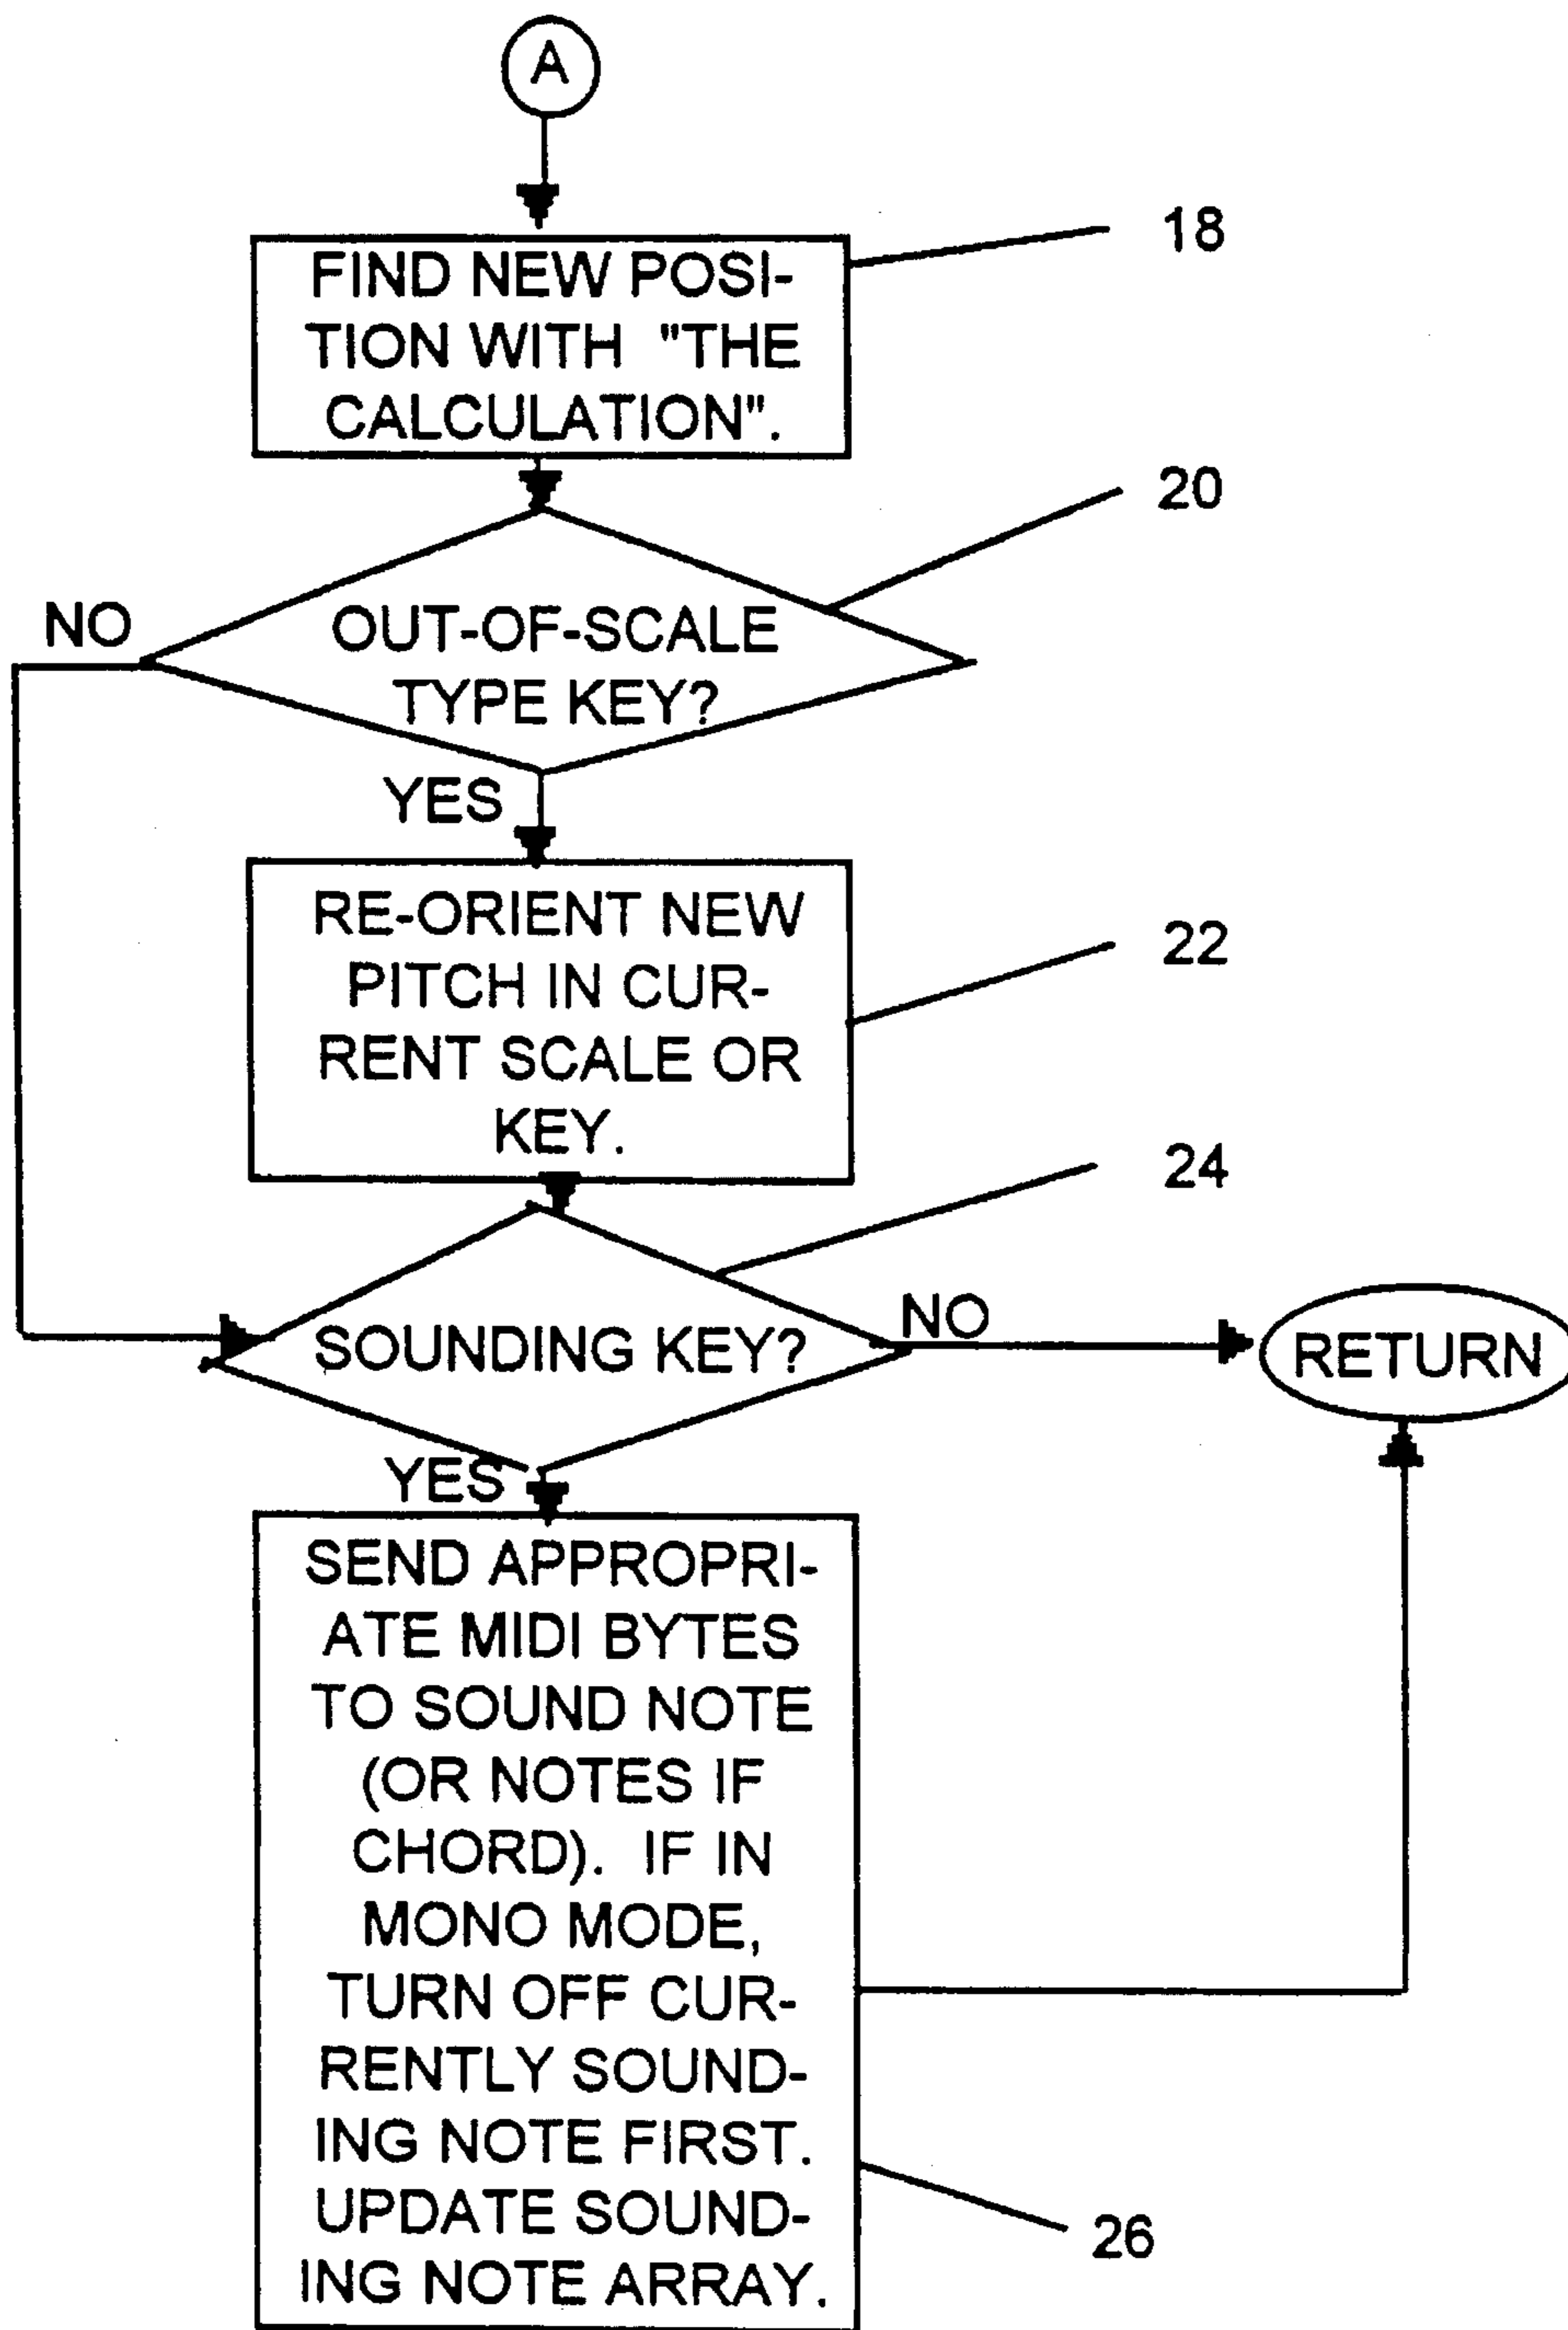 A
18
FIND NEW POSI-
TION WITH "THE
CALCULATION".
20
NO
OUT-OF-SCALE
TYPE KEY?
YES
RE-ORIENT NEW
PITCH IN CUR-
RENT SCALE OR
KEY.
22
24
SOUNDING KEY?
NO
RETURN
YES
SEND APPROPRI-
ATE MIDI BYTES
TO SOUND NOTE
(OR NOTES IF
CHORD). IF IN
MONO MODE,
TURN OFF CUR-
RENTLY SOUND-
ING NOTE FIRST.
UPDATE SOUND-
ING NOTE ARRAY.
26